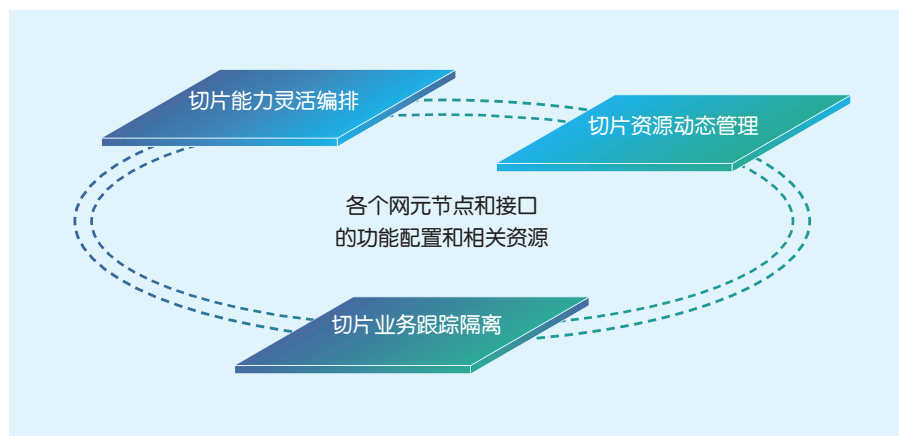 切片能力灵活编排
切片资源动态管理
各个网元节点和接口
的功能配置和相关资源
切片业务跟踪隔离